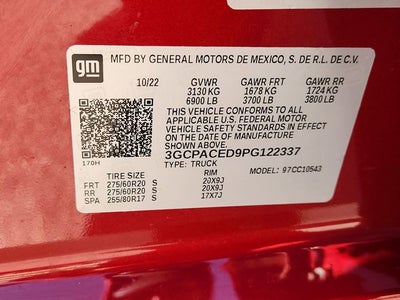 gm
MFD BY GENERAL MOTORS DE MEXICO, S. DE R.L. DE C.V.
10/22 GVWR GAWR FRT GAWR RR
3130 KG 1678 KG 1724 KG
6900 LB 3700 LB 3800 LB
THIS VEHICLE CONFORMS TO ALL APPLICABLE
U.S. FEDERAL MOTOR
VEHICLE SAFETY STANDARDS IN EFFECT ON THE
DATE OF MANUFACTURE SHOWN ABOVE.
3GCPACED9PG122337
170H TYPE: TRUCK MODEL: 97CC10543
TIRE SIZE RIM
FRT 275/60R20 S 20X9J
RR 275/60R20 S 20X9J
SPA 255/80R17 S 17X7J